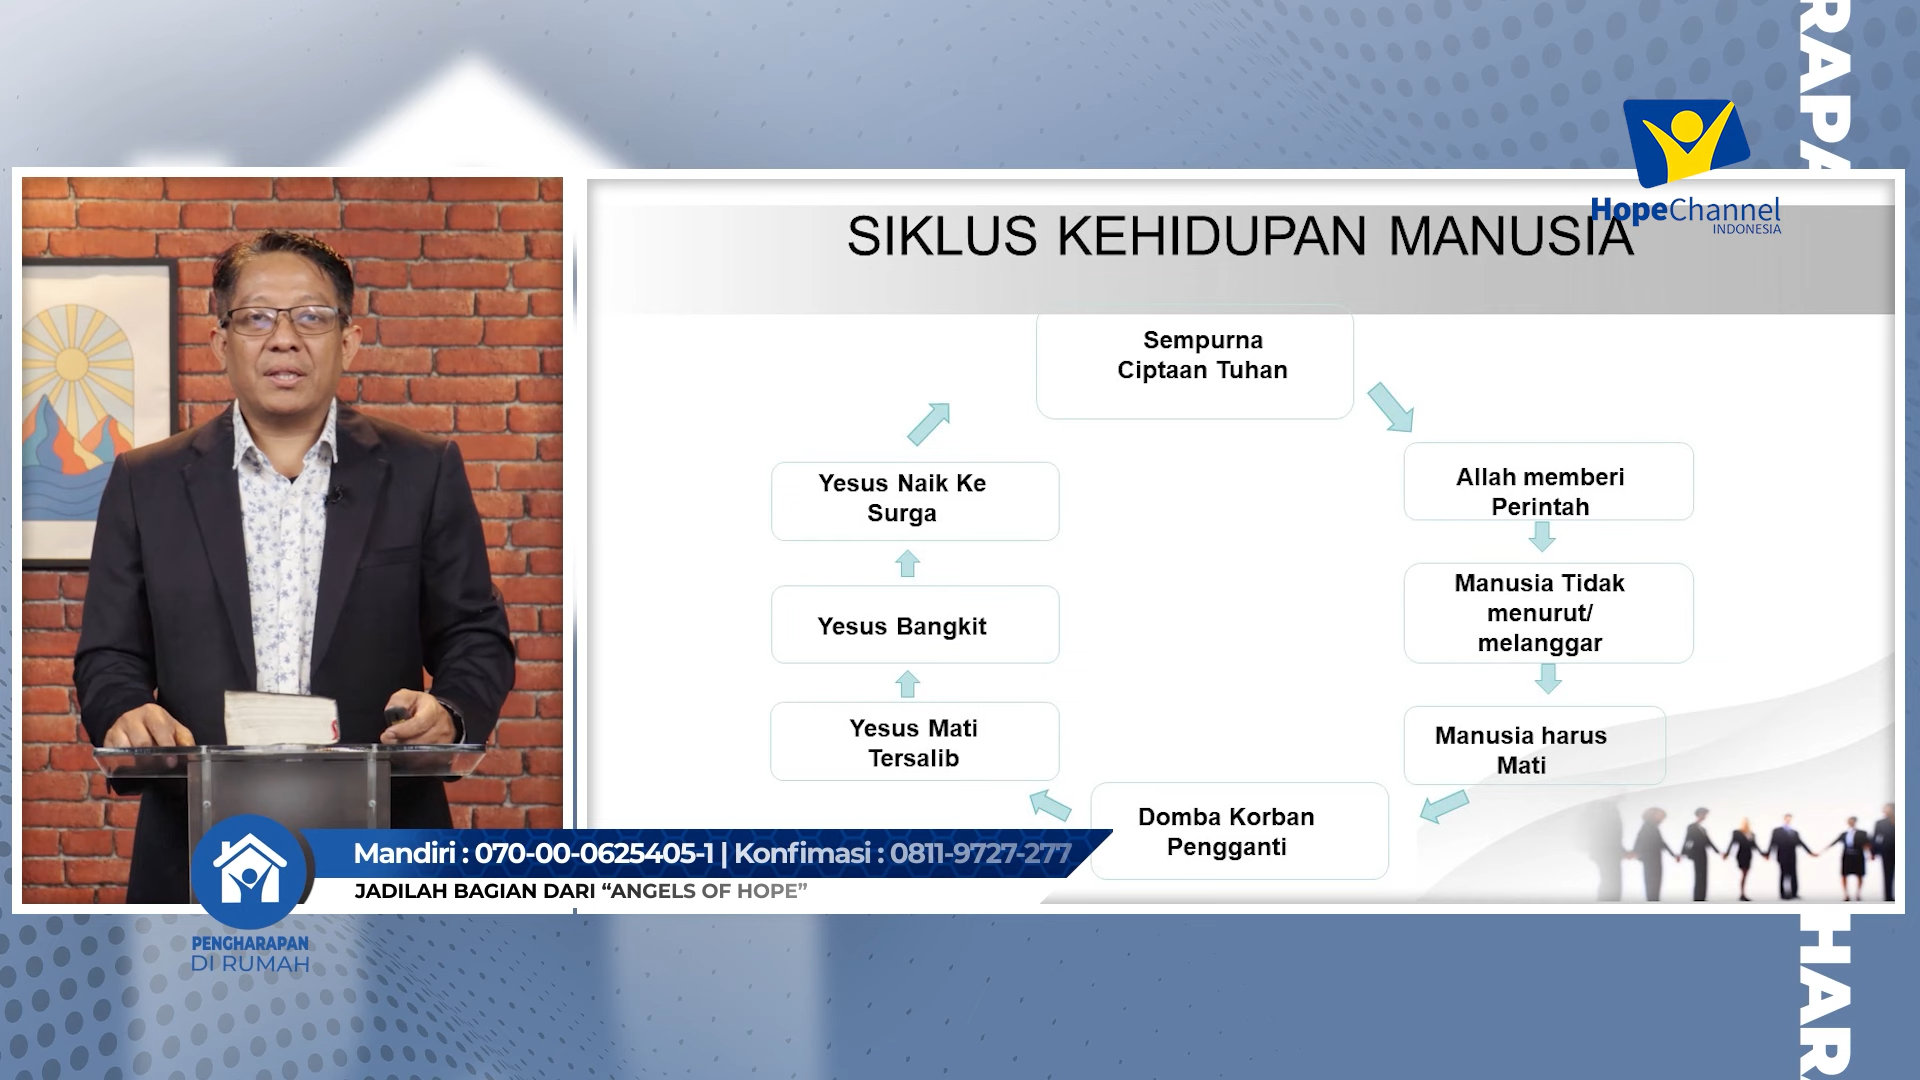 RAPA
HopeChannel
INDONESIA
SIKLUS KEHIDUPAN MANUSIA
Sempurna
Ciptaan Tuhan
Allah memberi
Perintah
Manusia Tidak
menurut/
melanggar
Manusia harus
Mati
Domba Korban
Pengganti
Yesus Mati
Tersalib
Yesus Bangkit
Yesus Naik Ke
Surga
Mandiri : 070-00-0625405-1 | Konfimasi : 0811-9727-277
JADILAH BAGIAN DARI “ANGELS OF HOPE”
PENGHARAPAN
DI RUMAH
HAR